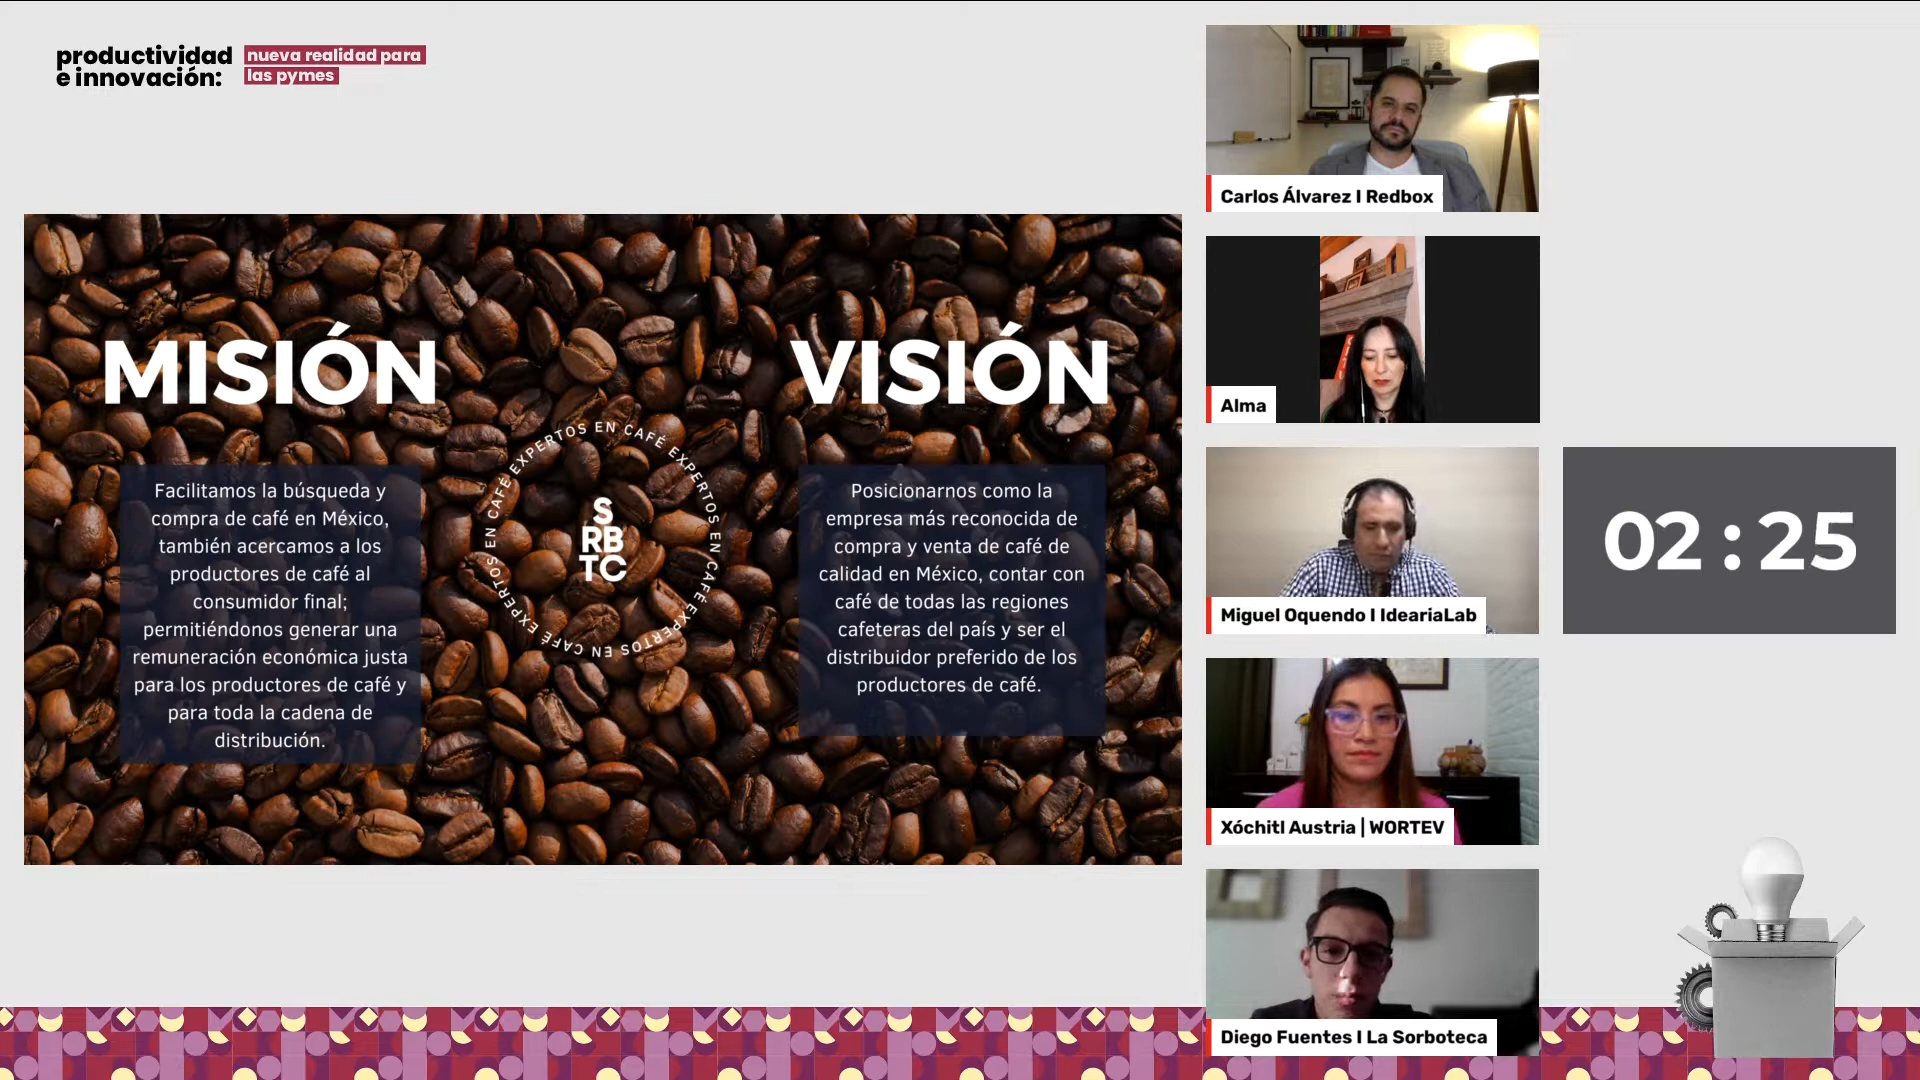 productividad
e innovación:
nueva realidad para
las pymes
MISIÓN
Facilitamos la búsqueda y
compra de café en México,
también acercamos a los
productores de café al
consumidor final;
permitiéndonos generar una
remuneración económica justa
para los productores de café y
para toda la cadena de
distribución.
EXPERTOS EN CAFÉ EXPERTOS EN CAFÉ EXPERTOS EN CAFÉ EXPERTOS EN CAFÉ
S
RB
TC
VISIÓN
Posicionarnos como la
empresa más reconocida de
compra y venta de café de
calidad en México, contar con
café de todas las regiones
cafeteras del país y ser el
distribuidor preferido de los
productores de café.
Carlos Álvarez I Redbox
Alma
Miguel Oquendo I IdeariaLab
02:25
Xóchitl Austria | WORTEV
Diego Fuentes I La Sorboteca